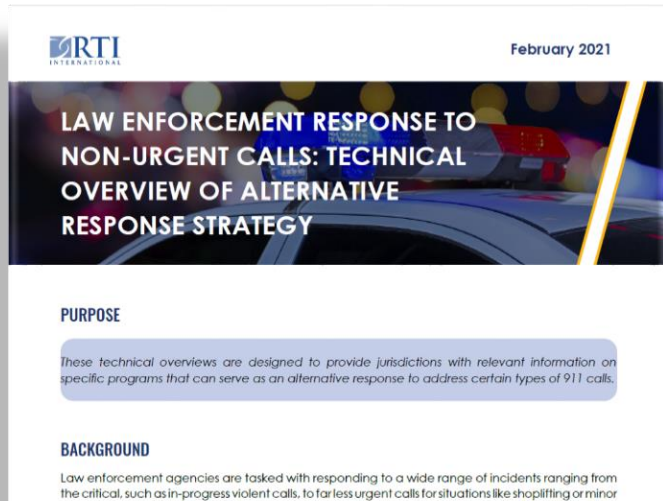 RTI
INTERNATIONAL
February 2021
LAW ENFORCEMENT RESPONSE TO
NON-URGENT CALLS: TECHNICAL
OVERVIEW OF ALTERNATIVE
RESPONSE STRATEGY
PURPOSE
These technical overviews are designed to provide jurisdictions with relevant information on
specific programs that can serve as an alternative response to address certain types of 911 calls.
BACKGROUND
Law enforcement agencies are tasked with responding to a wide range of incidents ranging from
the critical, such as in-progress violent calls, to far less urgent calls for situations like shoplifting or minor